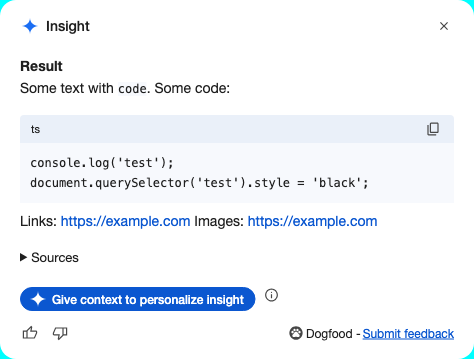 Insight
Result
Some text with code. Some code:
ts
console.log('test');
document.querySelector('test').style = 'black';
Links: https://example.com Images: https://example.com
Sources
Give context to personalize insight
Dogfood - Submit feedback